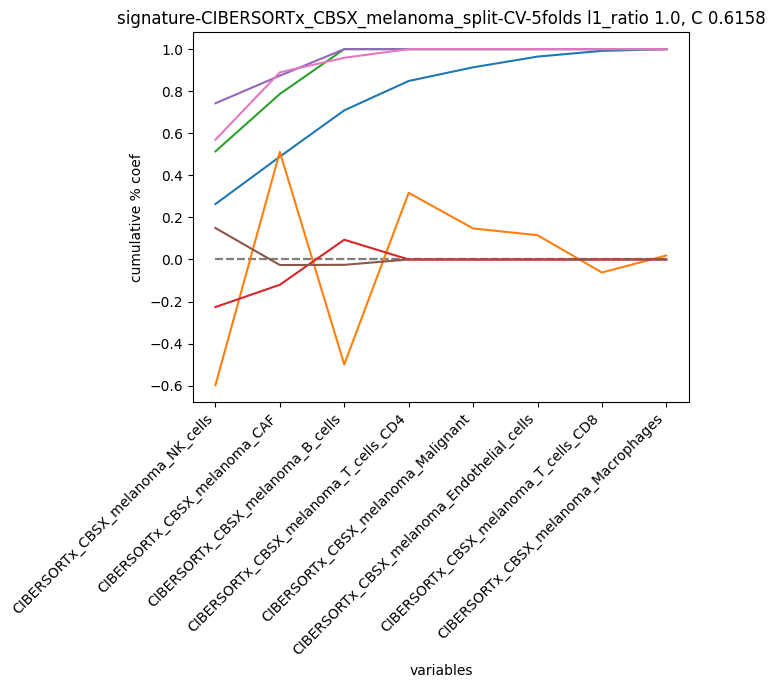 signature-CIBERSORTx_CBSX_melanoma_split-CV-5folds l1_ratio 1.0, C 0.6158
cumulative % coef
1.0
0.8
0.6
0.4
0.2
0.0
−0.2
−0.4
−0.6
CIBERSORTx_CBSX_melanoma_NK_cells
CIBERSORTx_CBSX_melanoma_CAF
CIBERSORTx_CBSX_melanoma_B_cells
CIBERSORTx_CBSX_melanoma_T_cells_CD4
CIBERSORTx_CBSX_melanoma_Malignant
CIBERSORTx_CBSX_melanoma_Endothelial_cells
CIBERSORTx_CBSX_melanoma_T_cells_CD8
CIBERSORTx_CBSX_melanoma_Macrophages
variables